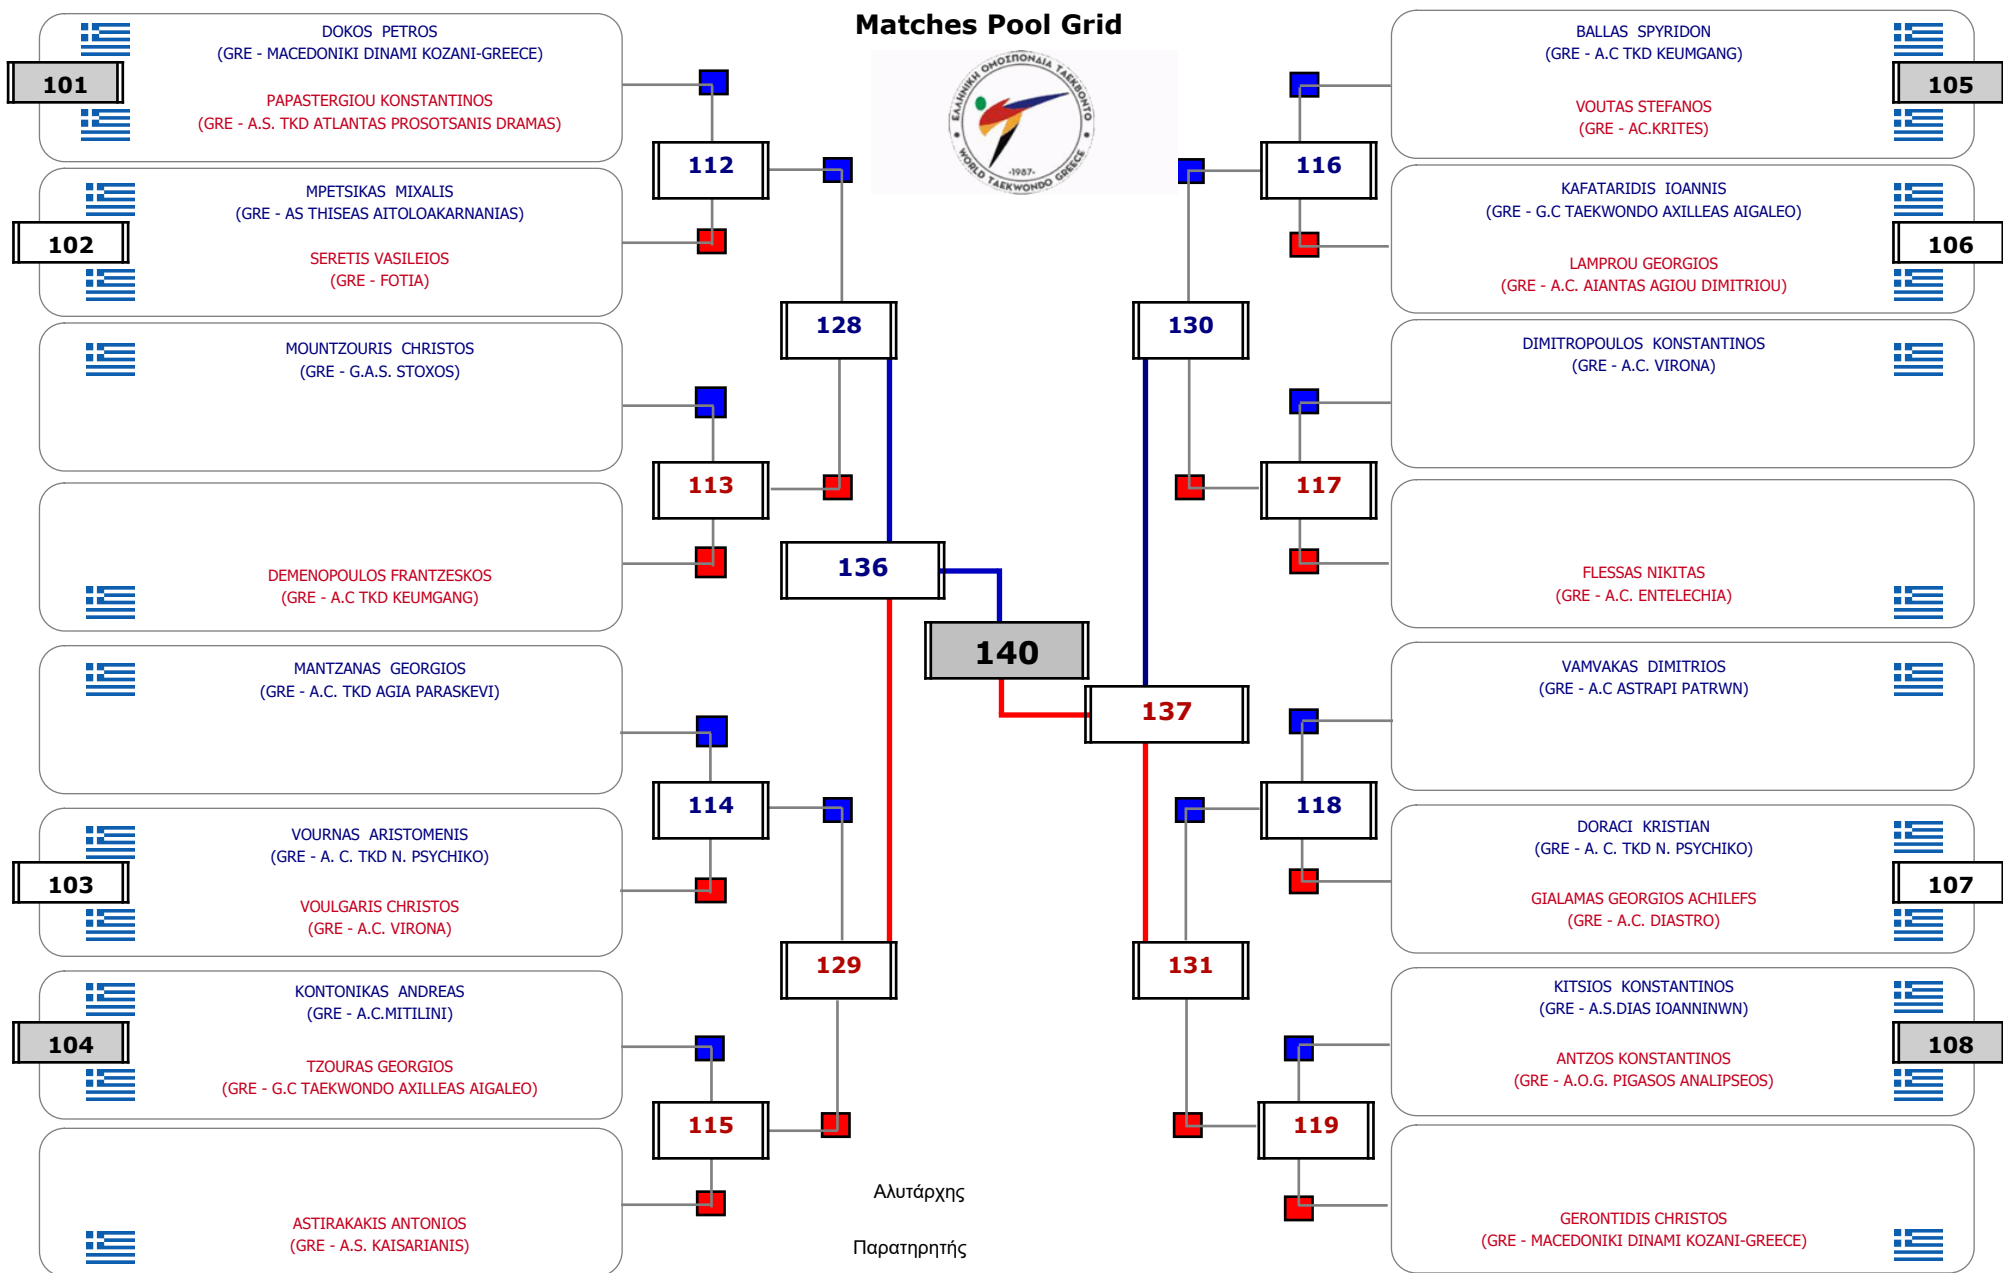 Matches Pool Grid
ΕΛΛΗΝΙΚΗ ΟΜΟΣΠΟΝΔΙΑ ΤΑΕΚΒΟΝΤΟ
-1987-
WORLD TAEKWONDO GREECE
101
DOKOS PETROS
(GRE - MACEDONIKI DINAMI KOZANI-GREECE)
PAPASTERGIOU KONSTANTINOS
(GRE - A.S. TKD ATLANTAS PROSOTSANIS DRAMAS)
102
MPETSIKAS MIXALIS
(GRE - AS THISEAS AITOLOAKARNANIAS)
SERETIS VASILEIOS
(GRE - FOTIA)
MOUNTZOURIS CHRISTOS
(GRE - G.A.S. STOXOS)
DEMENOPOULOS FRANTZESKOS
(GRE - A.C TKD KEUMGANG)
MANTZANAS GEORGIOS
(GRE - A.C. TKD AGIA PARASKEVI)
103
VOURNAS ARISTOMENIS
(GRE - A. C. TKD N. PSYCHIKO)
VOULGARIS CHRISTOS
(GRE - A.C. VIRONA)
104
KONTONIKAS ANDREAS
(GRE - A.C.MITILINI)
TZOURAS GEORGIOS
(GRE - G.C TAEKWONDO AXILLEAS AIGALEO)
ASTIRAKAKIS ANTONIOS
(GRE - A.S. KAISARIANIS)
112
113
114
115
128
129
136
140
137
130
131
116
117
118
119
BALLAS SPYRIDON
(GRE - A.C TKD KEUMGANG)
105
VOUTAS STEFANOS
(GRE - AC.KRITES)
KAFATARIDIS IOANNIS
(GRE - G.C TAEKWONDO AXILLEAS AIGALEO)
106
LAMPROU GEORGIOS
(GRE - A.C. AIANTAS AGIOU DIMITRIOU)
DIMITROPOULOS KONSTANTINOS
(GRE - A.C. VIRONA)
FLESSAS NIKITAS
(GRE - A.C. ENTELECHIA)
VAMVAKAS DIMITRIOS
(GRE - A.C ASTRAPI PATRWN)
DORACI KRISTIAN
(GRE - A. C. TKD N. PSYCHIKO)
107
GIALAMAS GEORGIOS ACHILEFS
(GRE - A.C. DIASTRO)
KITSIOS KONSTANTINOS
(GRE - A.S.DIAS IOANNINWN)
108
ANTZOS KONSTANTINOS
(GRE - A.O.G. PIGASOS ANALIPSEOS)
GERONTIDIS CHRISTOS
(GRE - MACEDONIKI DINAMI KOZANI-GREECE)
Αλυτάρχης
Παρατηρητής